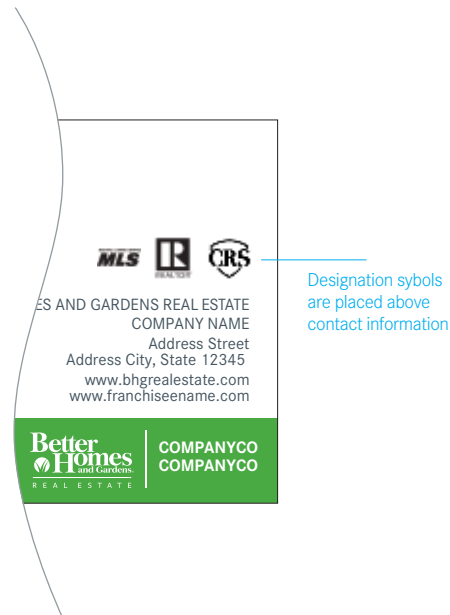 MLS
R
REALTOR
CRS
Designation sybols
are placed above
contact information
ES AND GARDENS REAL ESTATE
COMPANY NAME
Address Street
Address City, State 12345
www.bhgrealestate.com
www.franchiseename.com
Better
Homes
and Gardens
REAL ESTATE
COMPANYCO
COMPANYCO